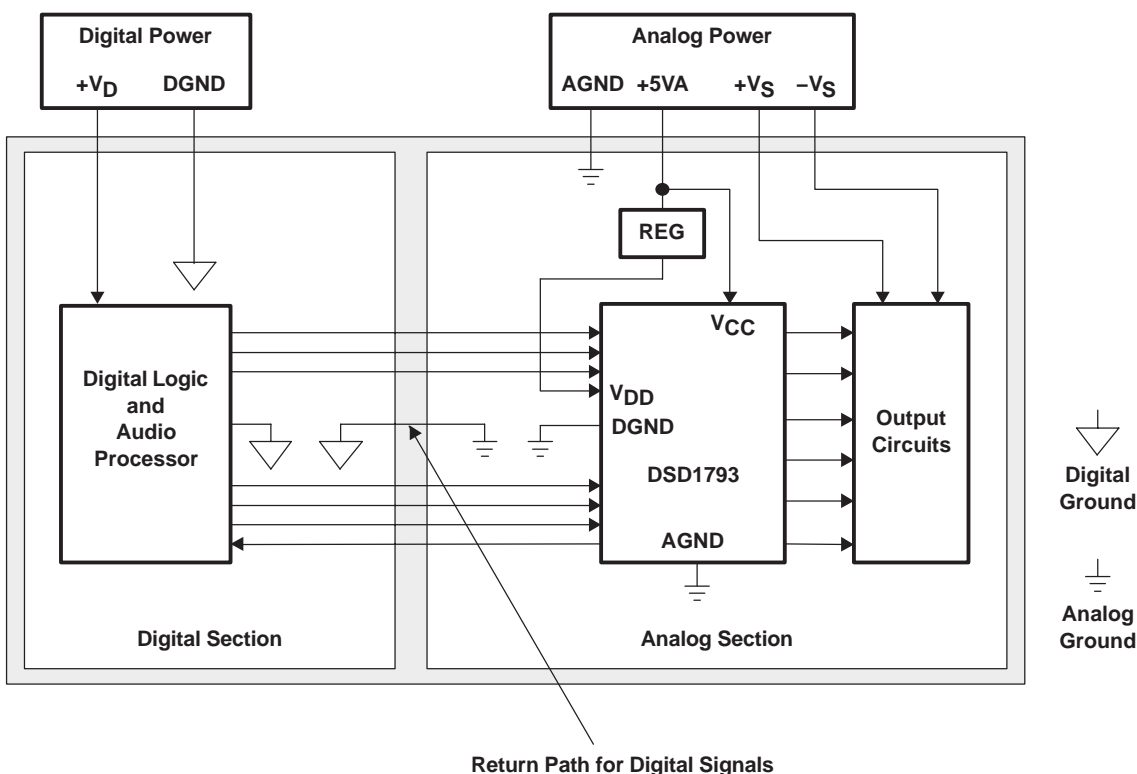 Digital Power
+VD DGND
Analog Power
AGND +5VA +VS –VS
REG
VCC
Digital Logic
and
Audio
Processor
VDD
DGND
DSD1793
AGND
Output
Circuits
Digital
Ground
Analog
Ground
Digital Section
Analog Section
Return Path for Digital Signals